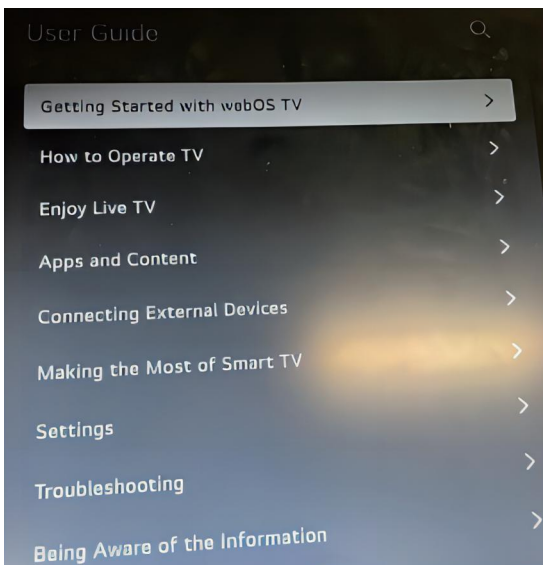 User Guide
Getting Started with webOS TV
How to Operate TV
Enjoy Live TV
Apps and Content
Connecting External Devices
Making the Most of Smart TV
Settings
Troubleshooting
Being Aware of the Information